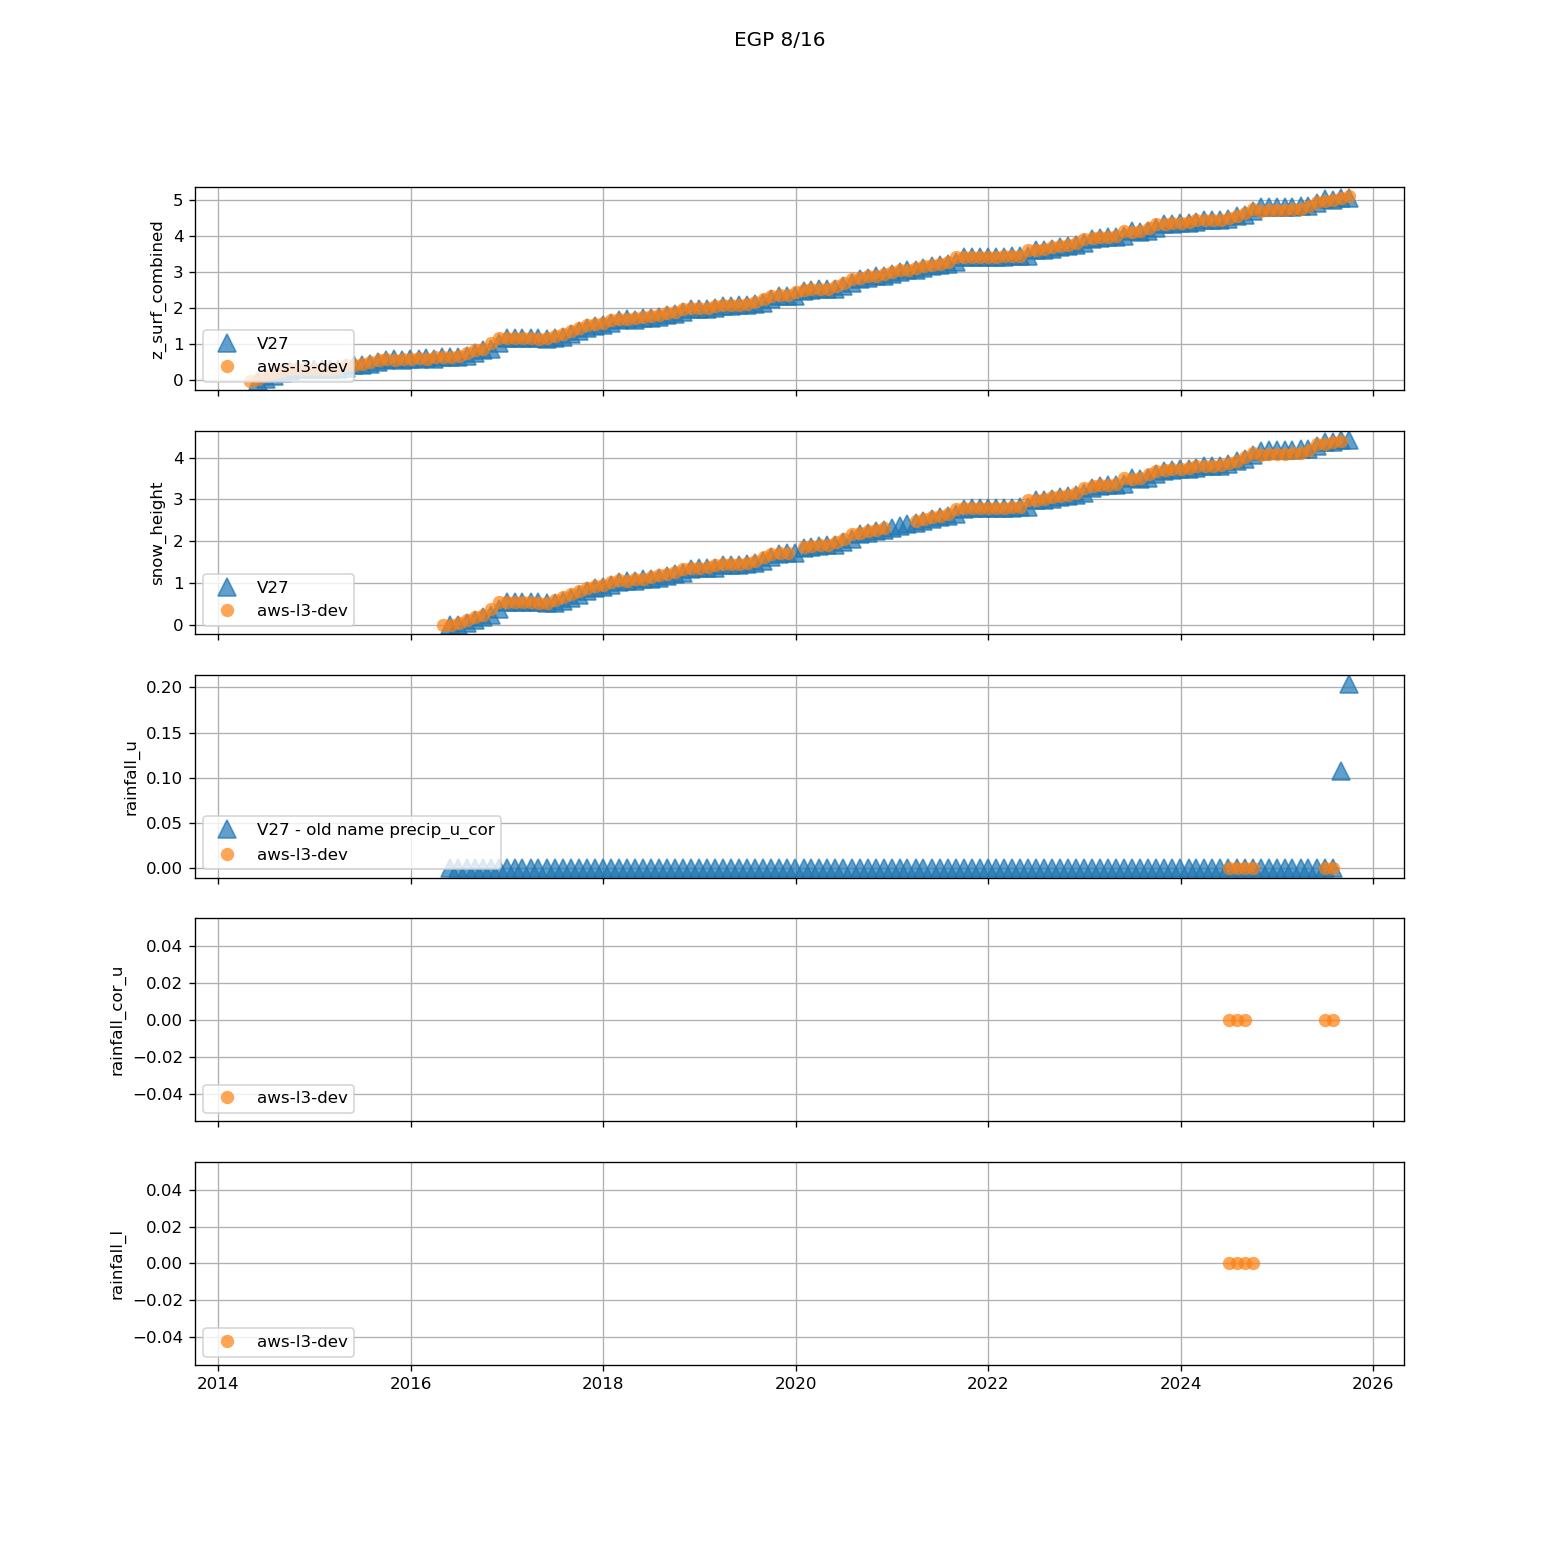 EGP 8/16
z_surf_combined
5
4
3
2
1
0
V27
aws-l3-dev
snow_height
4
3
2
1
0
V27
aws-l3-dev
rainfall_u
0.20
0.15
0.10
0.05
0.00
V27 - old name precip_u_cor
aws-l3-dev
rainfall_cor_u
0.04
0.02
0.00
−0.02
−0.04
aws-l3-dev
rainfall_l
0.04
0.02
0.00
−0.02
−0.04
aws-l3-dev
2014 2016 2018 2020 2022 2024 2026